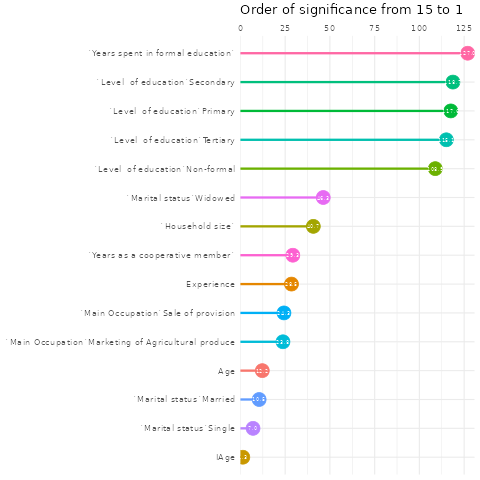 Order of significance from 15 to 1
0 25 50 75 100 125
`Years spent in formal education`
`Level  of education`Secondary
`Level  of education`Primary
`Level  of education`Tertiary
`Level  of education`Non-formal
`Marital status`Widowed
`Household size`
`Years as a cooperative member`
Experience
`Main Occupation`Sale of provision
`Main Occupation`Marketing of Agricultural produce
Age
`Marital status`Married
`Marital status`Single
IAge